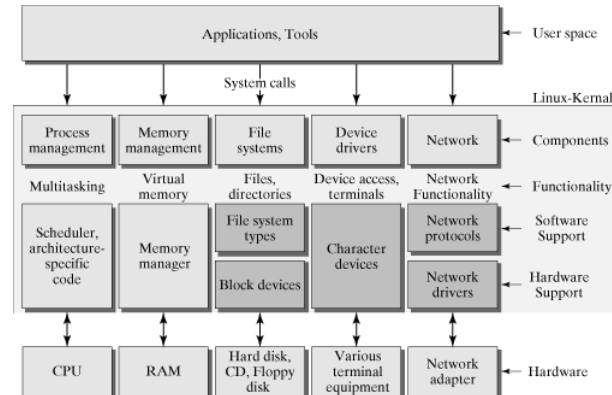 Applications, Tools
User space
System calls
Linux-Kernal
Process
management
Memory
management
File
systems
Device
drivers
Network
Components
Multitasking
Virtual
memory
Files,
directories
Device access,
terminals
Network
Functionality
Functionality
Scheduler,
architecture-
specific
code
Memory
manager
File system
types
Block devices
Character
devices
Network
protocols
Network
drivers
Software
Support
Hardware
Support
CPU
RAM
Hard disk,
CD, Floppy
disk
Various
terminal
equipment
Network
adapter
Hardware